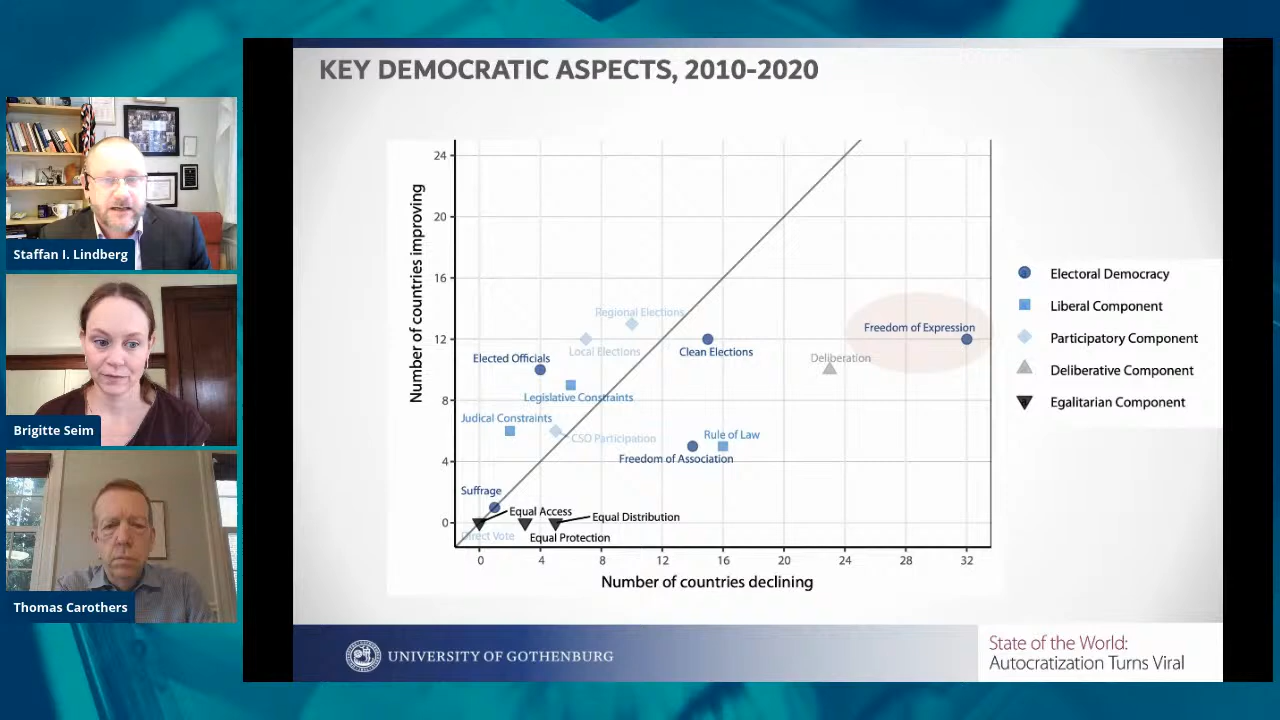 KEY DEMOCRATIC ASPECTS, 2010-2020
Staffan I. Lindberg
Brigitte Seim
Thomas Carothers
Number of countries improving
24
20
16
12
8
4
0
Regional Elections
Local Elections
Elected Officials
Clean Elections
Freedom of Expression
Deliberation
Legislative Constraints
Judical Constraints
CSO Participation
Rule of Law
Freedom of Association
Suffrage
Equal Access
Equal Distribution
Direct Vote
Equal Protection
0 4 8 12 16 20 24 28 32
Number of countries declining
Electoral Democracy
Liberal Component
Participatory Component
Deliberative Component
Egalitarian Component
UNIVERSITY OF GOTHENBURG
State of the World:
Autocratization Turns Viral